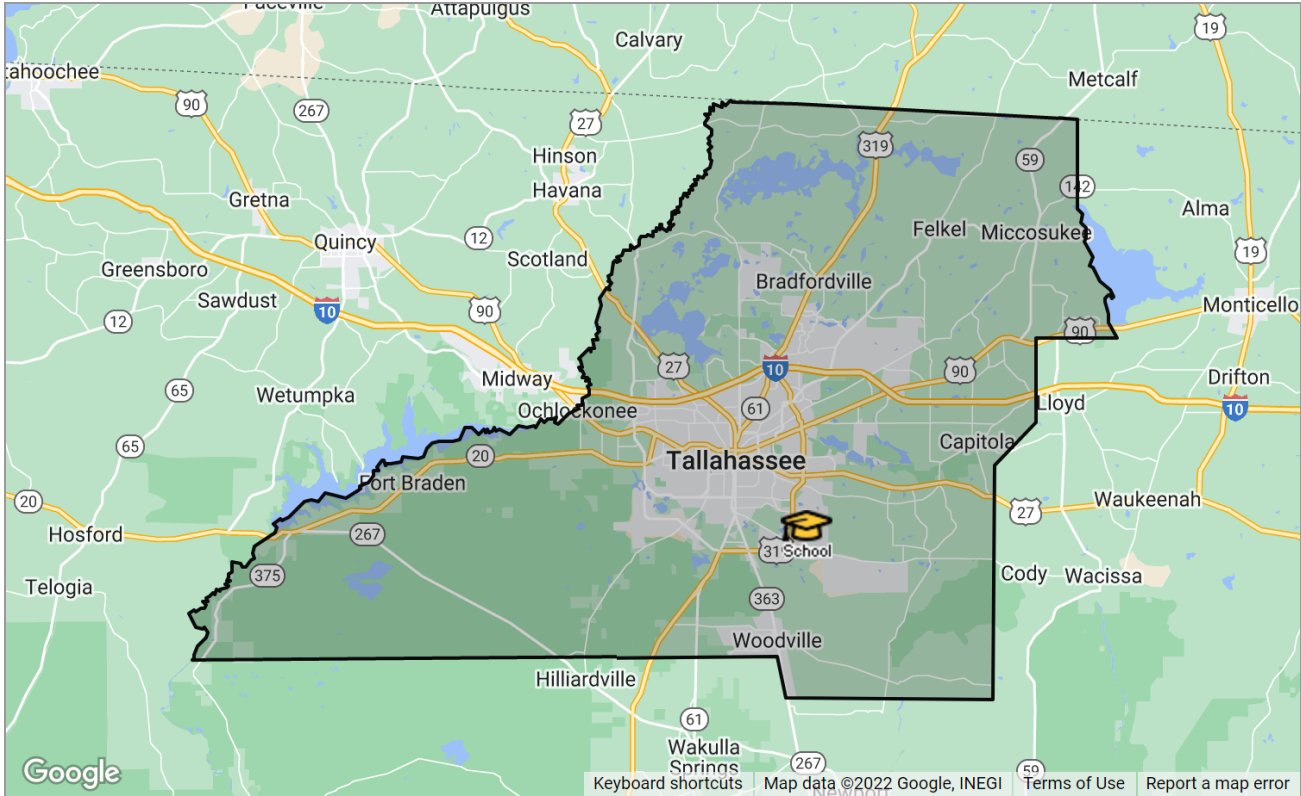 Faceville
Attapulgus
19
Calvary
tahoochee
Metcalf
90
267
27
319
Hinson
59
Havana
142
Gretna
Alma
Felkel
Miccosukee
Quincy
12
19
Scotland
Greensboro
Bradfordville
Sawdust
10
90
Monticello
12
90
27
10
90
Midway
Drifton
65
Wetumpka
Ochlockonee
61
Lloyd
10
65
20
Capitola
Tallahassee
Fort Braden
20
Waukeenah
27
Hosford
267
319
School
375
Cody
Wacissa
Telogia
363
Woodville
Hilliardville
61
Wakulla
Springs
267
59
Google
Keyboard shortcuts
Map data ©2022 Google, INEGI
Terms of Use
Report a map error
Newport